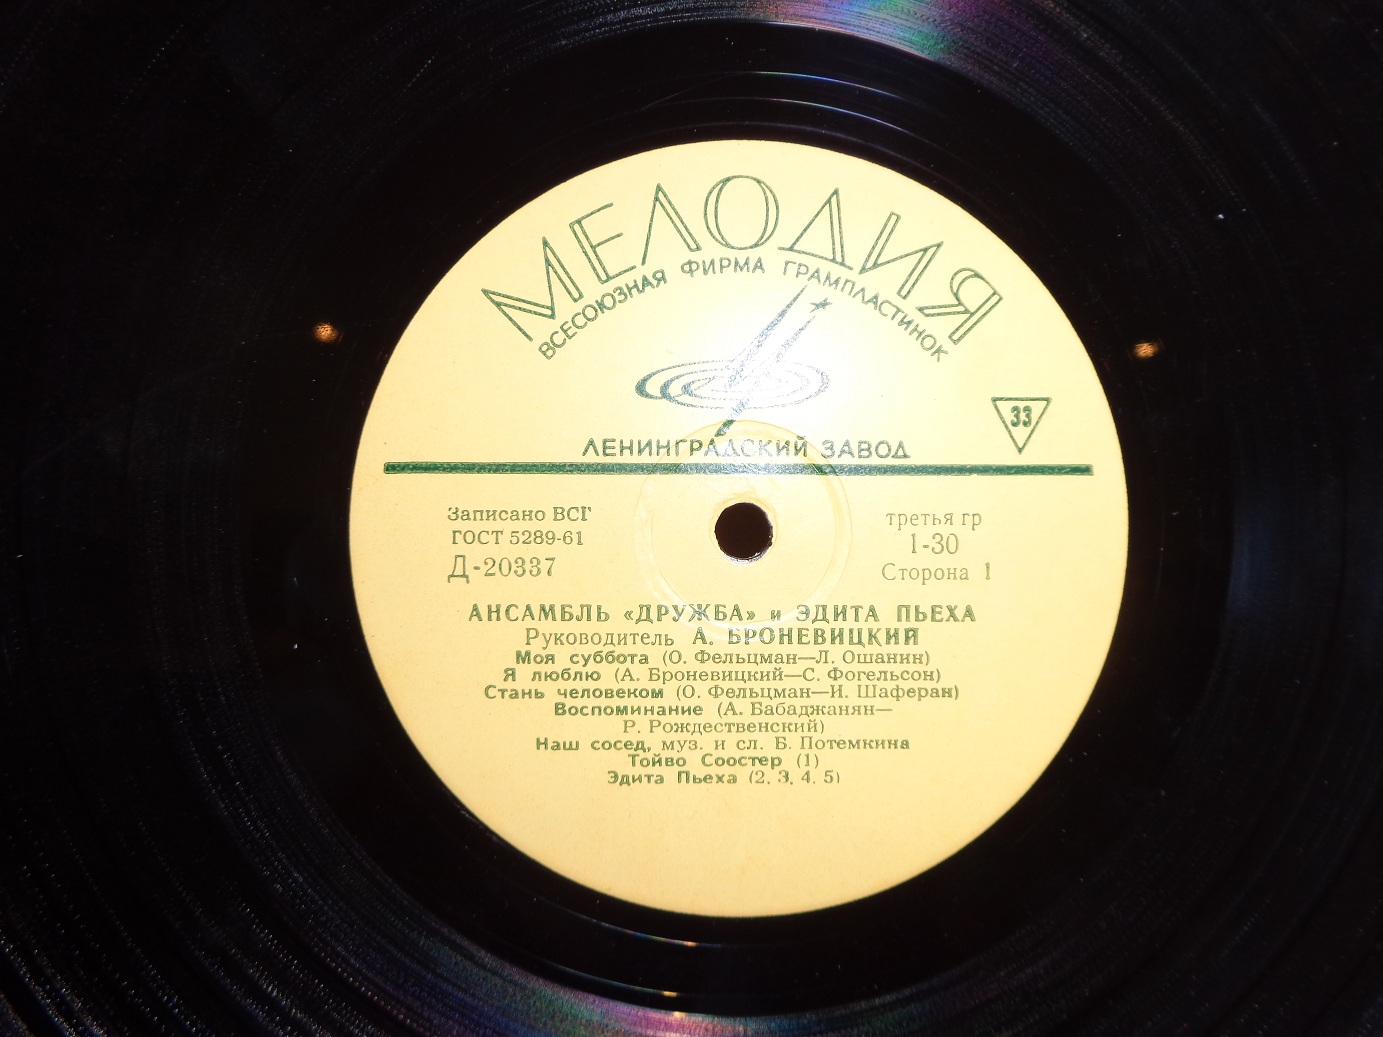 МЕЛОДИЯ
ВСЕСОЮЗНАЯ ФИРМА ГРАМПЛАСТИНОК
33
ЛЕНИНГРАДСКИЙ ЗАВОД
Записано ВСГ
ГОСТ 5289-61
Д-20337
третья гр
1-30
Сторона 1
АНСАМБЛЬ «ДРУЖБА» и ЭДИТА ПЬЕХА
Руководитель А. БРОНЕВИЦКИЙ
Моя суббота (О. Фельцман—Л. Ошанин)
Я люблю (А. Броневицкий—С. Фогельсон)
Стань человеком (О. Фельцман—И. Шаферан)
Воспоминание (А. Бабаджанян—
Р. Рождественский)
Наш сосед, муз. и сл. Б. Потемкина
Тойво Соостер (1)
Эдита Пьеха (2, 3, 4, 5)